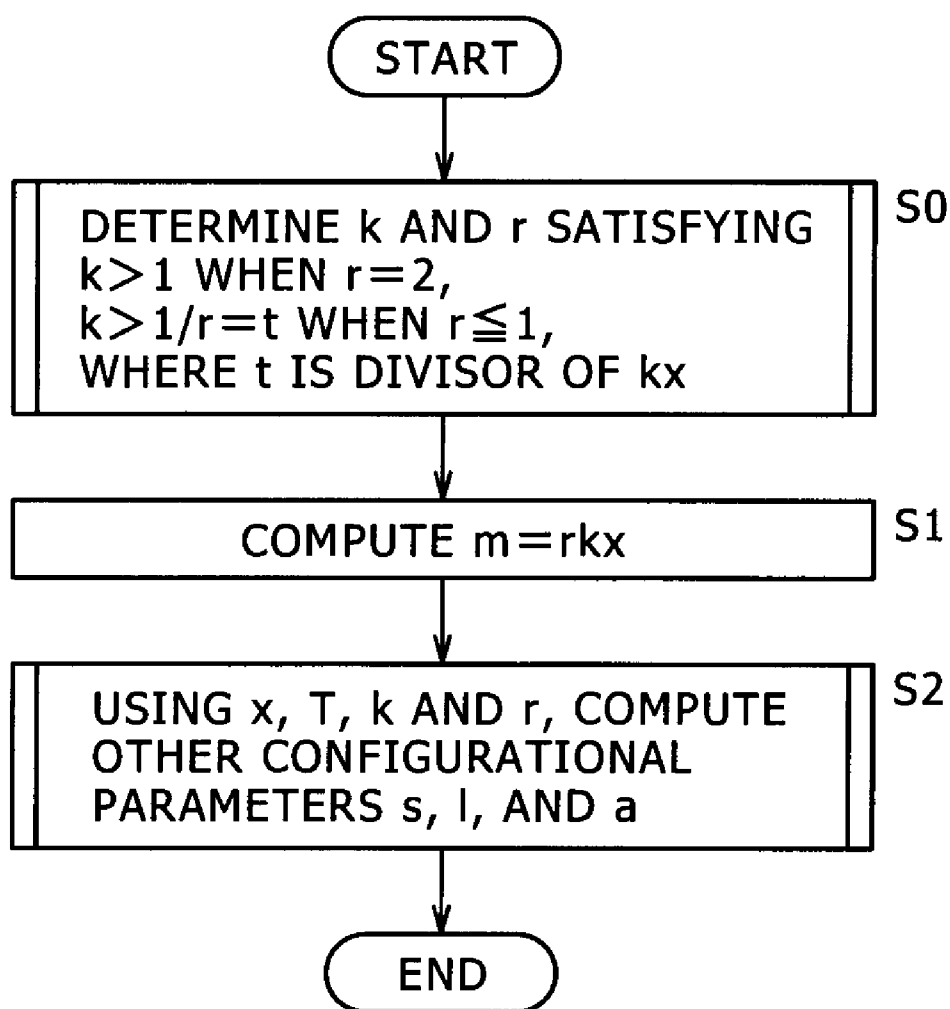 START
S0
DETERMINE k AND r SATISFYING
k>1 WHEN r=2,
k>1/r=t WHEN r≦1,
WHERE t IS DIVISOR OF kx
S1
COMPUTE m=rkx
S2
USING x, T, k AND r, COMPUTE
OTHER CONFIGURATIONAL
PARAMETERS s, l, AND a
END